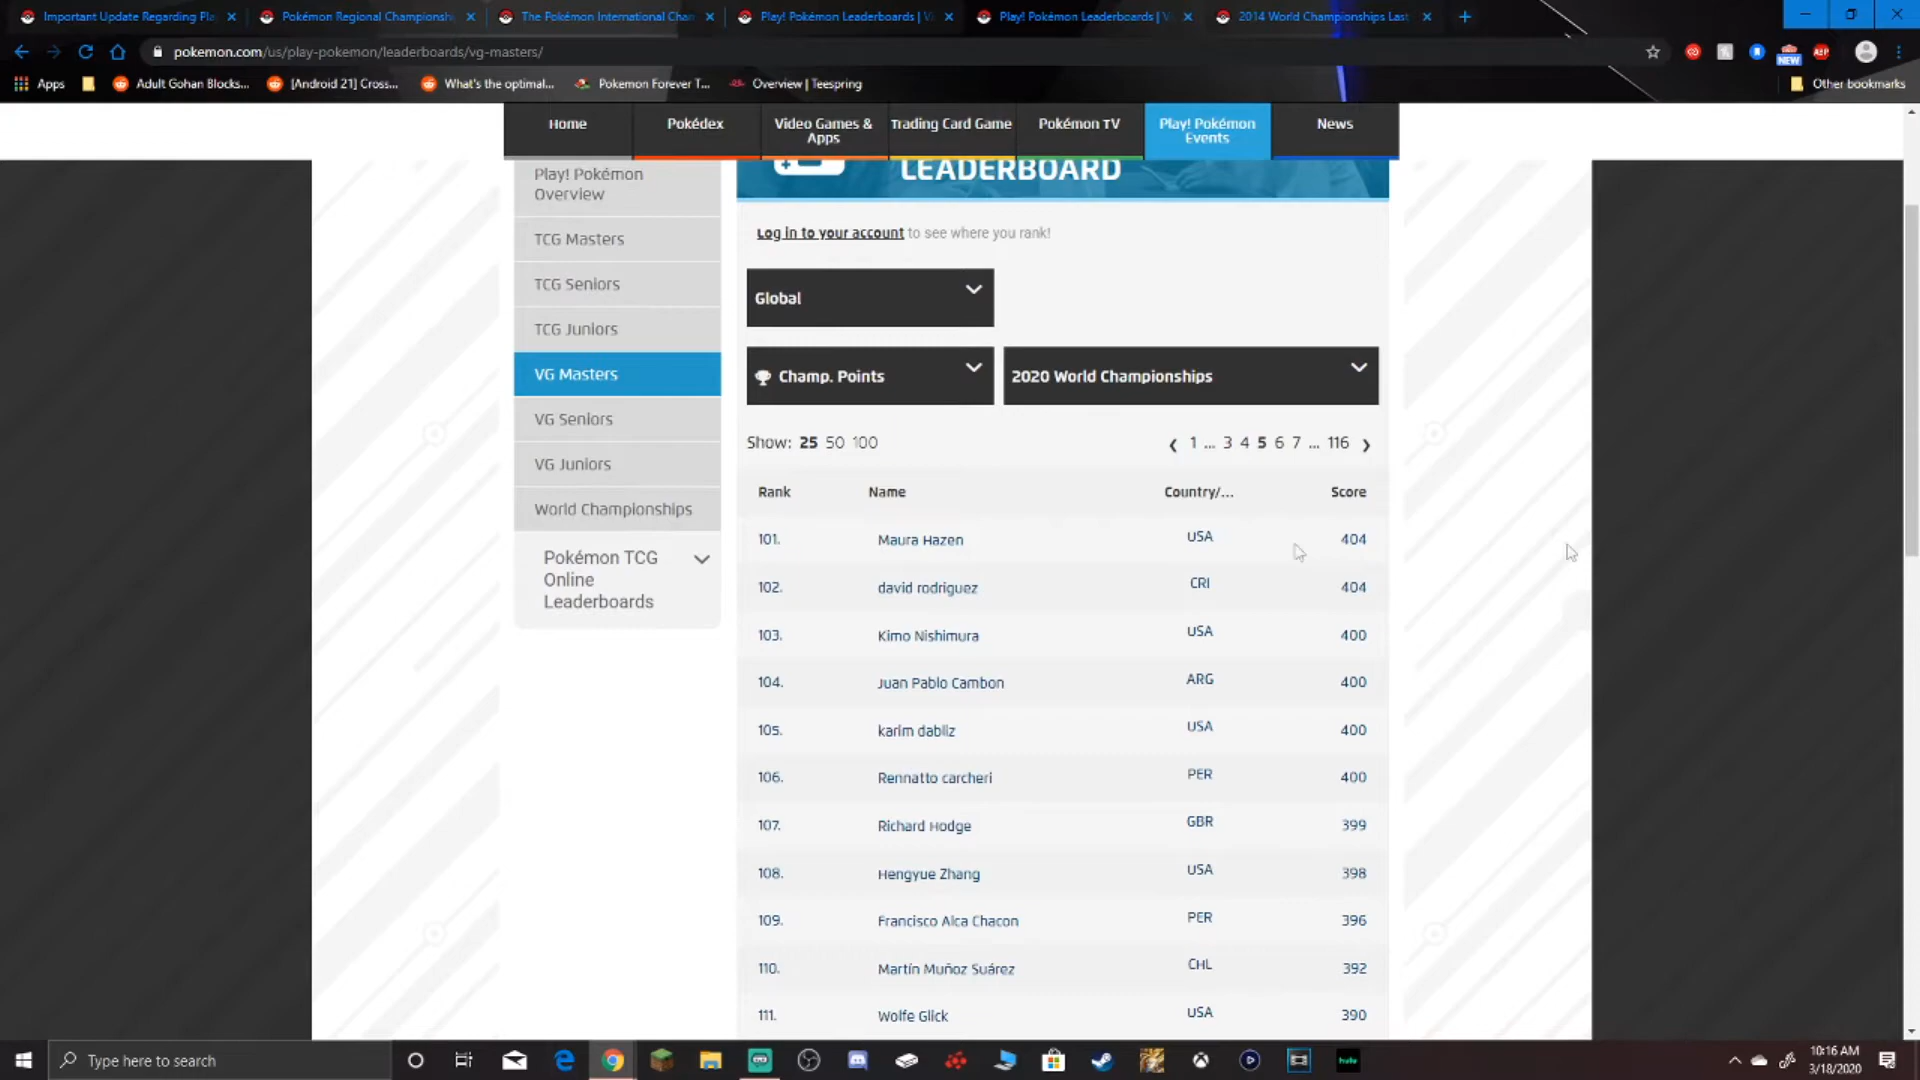 Important Update Regarding Pla
Pokémon Regional Championshi
The Pokémon International Cham
Play! Pokémon Leaderboards | Vi
Play! Pokémon Leaderboards | Vi
2014 World Championships Last
pokemon.com/us/play-pokemon/leaderboards/vg-masters/
NEW
ABP
Apps
Adult Gohan Blocks...
[Android 21] Cross...
What's the optimal...
Pokemon Forever T...
Overview | Teespring
Other bookmarks
Home
Pokédex
Video Games & Apps
Trading Card Game
Pokémon TV
Play! Pokémon Events
News
LEADERBOARD
Play! Pokémon Overview
TCG Masters
TCG Seniors
TCG Juniors
VG Masters
VG Seniors
VG Juniors
World Championships
Pokémon TCG Online Leaderboards
Log in to your account to see where you rank!
Global
Champ. Points
2020 World Championships
Show: 25 50 100
1 ... 3 4 5 6 7 ... 116
Rank Name Country/... Score
101. Maura Hazen USA 404
102. david rodriguez CRI 404
103. Kimo Nishimura USA 400
104. Juan Pablo Cambon ARG 400
105. karim dabliz USA 400
106. Rennatto carcheri PER 400
107. Richard Hodge GBR 399
108. Hengyue Zhang USA 398
109. Francisco Alca Chacon PER 396
110. Martín Muñoz Suárez CHL 392
111. Wolfe Glick USA 390
Type here to search
hulu
10:16 AM
3/18/2020